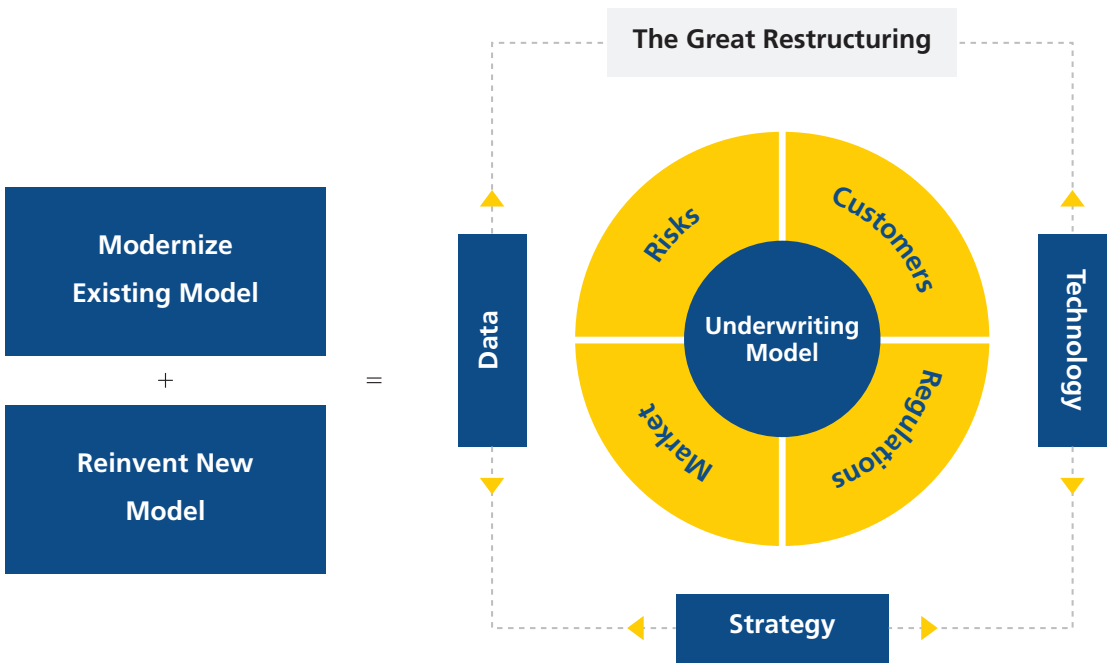 The Great Restructuring
Modernize
Existing Model
+
Reinvent New
Model
=
Data
Risks
Customers
Underwriting
Model
Market
Regulations
Technology
Strategy